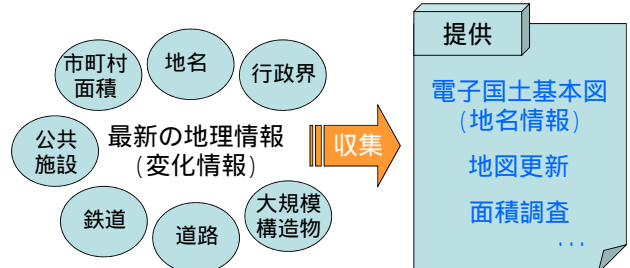 市町村
面積
地名
行政界
公共
施設
最新の地理情報
(変化情報)
収集
鉄道
道路
大規模
構造物
提供
電子国土基本図
(地名情報)
地図更新
面積調査
...